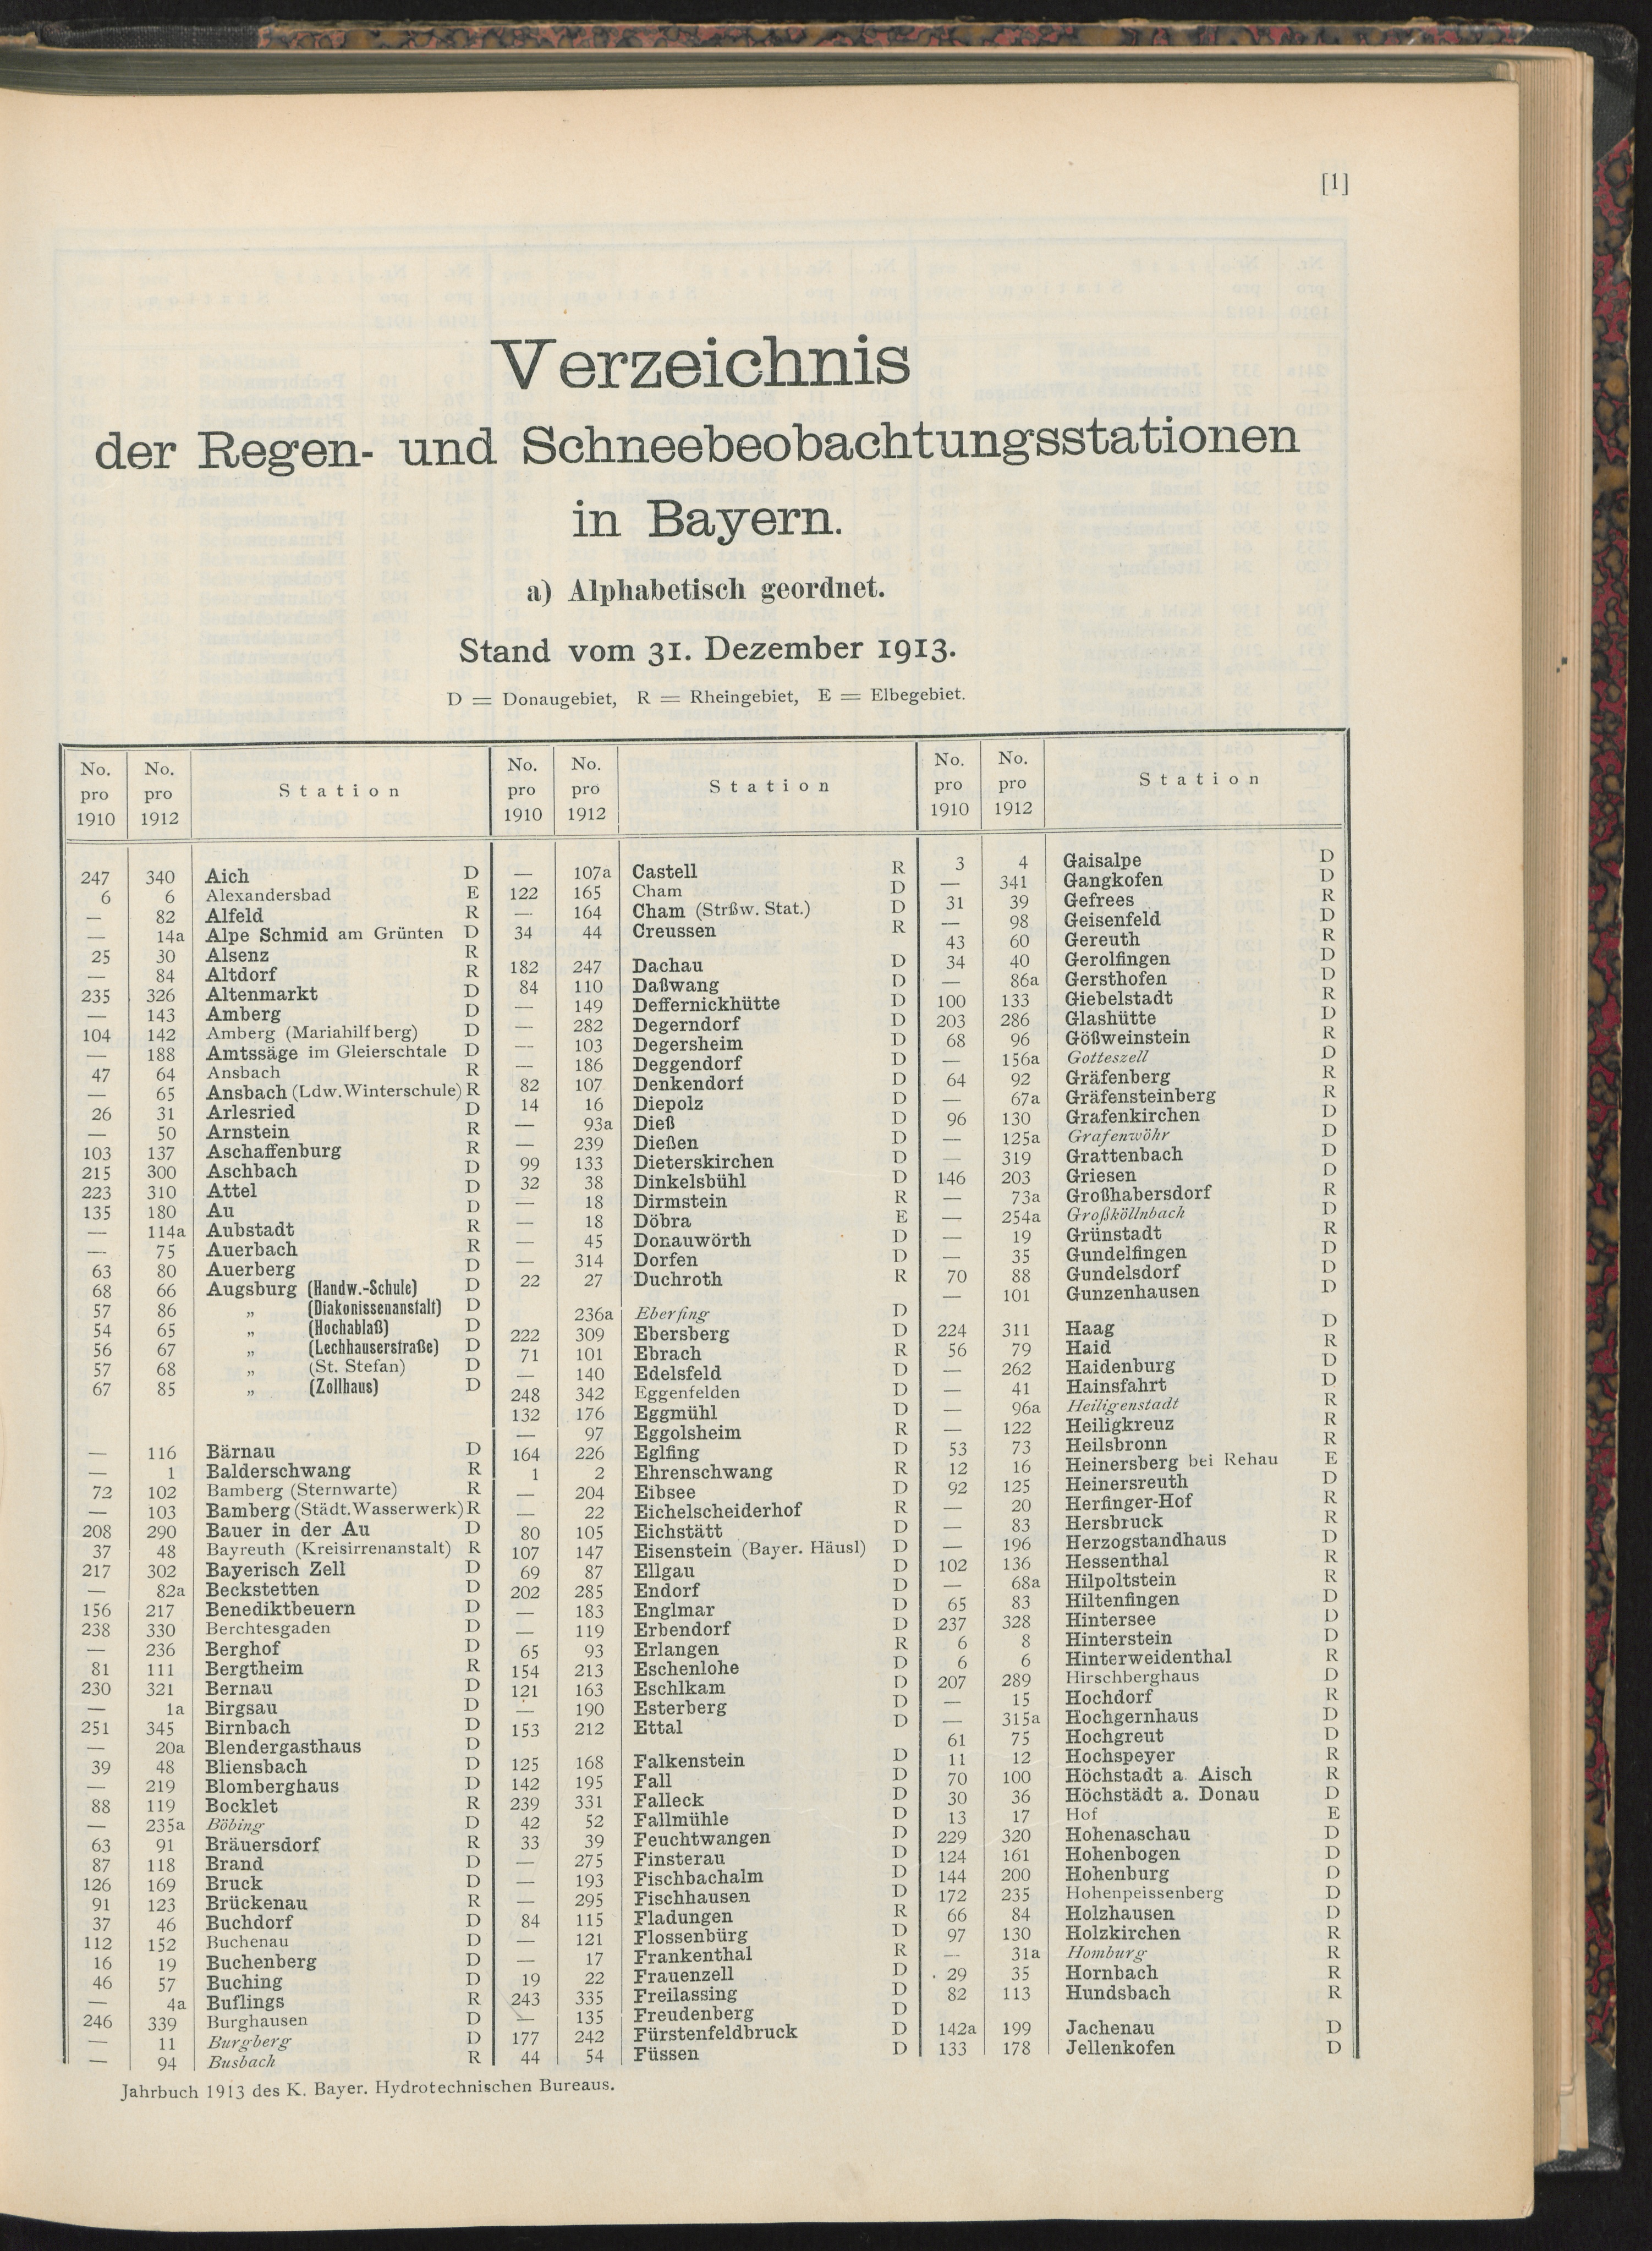 [1]
Verzeichnis
der Regen- und Schneebeobachtungsstationen
in Bayern.
a) Alphabetisch geordnet.
Stand vom 31. Dezember 1913.
D = Donaugebiet, R = Rheingebiet, E = Elbegebiet.
No. pro 1910 No. pro 1912 Station
247 340 Aich D
6 6 Alexandersbad E
— 82 Alfeld R
— 14a Alpe Schmid am Grünten D
25 30 Alsenz R
— 84 Altdorf R
235 326 Altenmarkt D
— 143 Amberg D
104 142 Amberg (Mariahilfberg) D
— 188 Amtssäge im Gleierschtale D
47 64 Ansbach R
— 65 Ansbach (Ldw. Winterschule) R
26 31 Arlesried D
— 50 Arnstein R
103 137 Aschaffenburg R
215 300 Aschbach D
223 310 Attel D
135 180 Au D
— 114a Aubstadt R
— 75 Auerbach R
63 80 Auerberg D
68 66 Augsburg (Handw.-Schule) D
57 86 „ (Diakonissenanstalt) D
54 65 „ (Hochablaß) D
56 67 „ (Lechhauserstraße) D
57 68 „ (St. Stefan) D
67 85 „ (Zollhaus) D
— 116 Bärnau D
— 1 Balderschwang R
72 102 Bamberg (Sternwarte) R
— 103 Bamberg (Städt. Wasserwerk) R
208 290 Bauer in der Au D
37 48 Bayreuth (Kreisirrenanstalt) R
217 302 Bayerisch Zell D
— 82a Beckstetten D
156 217 Benediktbeuern D
238 330 Berchtesgaden D
— 236 Berghof D
81 111 Bergtheim R
230 321 Bernau D
— 1a Birgsau D
251 345 Birnbach D
— 20a Blendergasthaus D
39 48 Bliensbach D
— 219 Blomberghaus D
88 119 Bocklet R
— 235a Böbing D
63 91 Bräuersdorf R
87 118 Brand D
126 169 Bruck D
91 123 Brückenau R
37 46 Buchdorf D
112 152 Buchenau D
16 19 Buchenberg D
46 57 Buching D
— 4a Buflings R
246 339 Burghausen D
— 11 Burgberg D
— 94 Busbach R
No. pro 1910 No. pro 1912 Station
— 107a Castell R
122 165 Cham D
— 164 Cham (Strßw. Stat.) D
34 44 Creussen R
182 247 Dachau D
84 110 Daßwang D
— 149 Deffernickhütte D
— 282 Degerndorf D
— 103 Degersheim D
— 186 Deggendorf D
82 107 Denkendorf D
14 16 Diepolz D
— 93a Dieß D
— 239 Dießen D
99 133 Dieterskirchen D
32 38 Dinkelsbühl D
— 18 Dirmstein R
— 18 Döbra E
— 45 Donauwörth D
— 314 Dorfen D
22 27 Duchroth R
236a Eberfing D
222 309 Ebersberg D
71 101 Ebrach R
— 140 Edelsfeld D
248 342 Eggenfelden D
132 176 Eggmühl D
— 97 Eggolsheim R
164 226 Eglfing D
1 2 Ehrenschwang R
— 204 Eibsee D
— 22 Eichelscheiderhof R
80 105 Eichstätt D
107 147 Eisenstein (Bayer. Häusl) D
69 87 Ellgau D
202 285 Endorf D
— 183 Englmar D
— 119 Erbendorf D
65 93 Erlangen R
154 213 Eschenlohe D
121 163 Eschlkam D
— 190 Esterberg D
153 212 Ettal D
125 168 Falkenstein D
142 195 Fall D
239 331 Falleck D
42 52 Fallmühle D
33 39 Feuchtwangen D
— 275 Finsterau D
— 193 Fischbachalm D
— 295 Fischhausen D
84 115 Fladungen R
— 121 Flossenbürg D
— 17 Frankenthal R
19 22 Frauenzell D
243 335 Freilassing D
— 135 Freudenberg D
177 242 Fürstenfeldbruck D
44 54 Füssen D
No. pro 1910 No. pro 1912 Station
3 4 Gaisalpe D
— 341 Gangkofen D
31 39 Gefrees R
— 98 Geisenfeld D
43 60 Gereuth R
34 40 Gerolfingen D
— 86a Gersthofen D
100 133 Giebelstadt R
203 286 Glashütte D
68 96 Gößweinstein R
— 156a Gotteszell D
64 92 Gräfenberg R
— 67a Gräfensteinberg R
96 130 Grafenkirchen D
— 125a Grafenwöhr D
— 319 Grattenbach D
146 203 Griesen D
— 73a Großhabersdorf R
— 254a Großköllnbach D
— 19 Grünstadt R
— 35 Gundelfingen D
70 88 Gundelsdorf D
— 101 Gunzenhausen D
224 311 Haag D
56 79 Haid R
— 262 Haidenburg D
— 41 Hainsfahrt D
— 96a Heiligenstadt R
— 122 Heiligkreuz R
53 73 Heilsbronn R
12 16 Heinersberg bei Rehau E
92 125 Heinersreuth D
— 20 Herfinger-Hof R
— 83 Hersbruck R
— 196 Herzogstandhaus D
102 136 Hessenthal R
— 68a Hilpoltstein R
65 83 Hiltenfingen D
237 328 Hintersee D
6 8 Hinterstein D
6 6 Hinterweidenthal R
207 289 Hirschberghaus D
— 15 Hochdorf R
— 315a Hochgernhaus D
61 75 Hochgreut D
11 12 Hochspeyer R
70 100 Höchstadt a. Aisch R
30 36 Höchstädt a. Donau D
13 17 Hof E
229 320 Hohenaschau D
124 161 Hohenbogen D
144 200 Hohenburg D
172 235 Hohenpeissenberg D
66 84 Holzhausen D
97 130 Holzkirchen R
— 31a Homburg R
29 35 Hornbach R
82 113 Hundsbach R
142a 199 Jachenau D
133 178 Jellenkofen D
Jahrbuch 1913 des K. Bayer. Hydrotechnischen Bureaus.